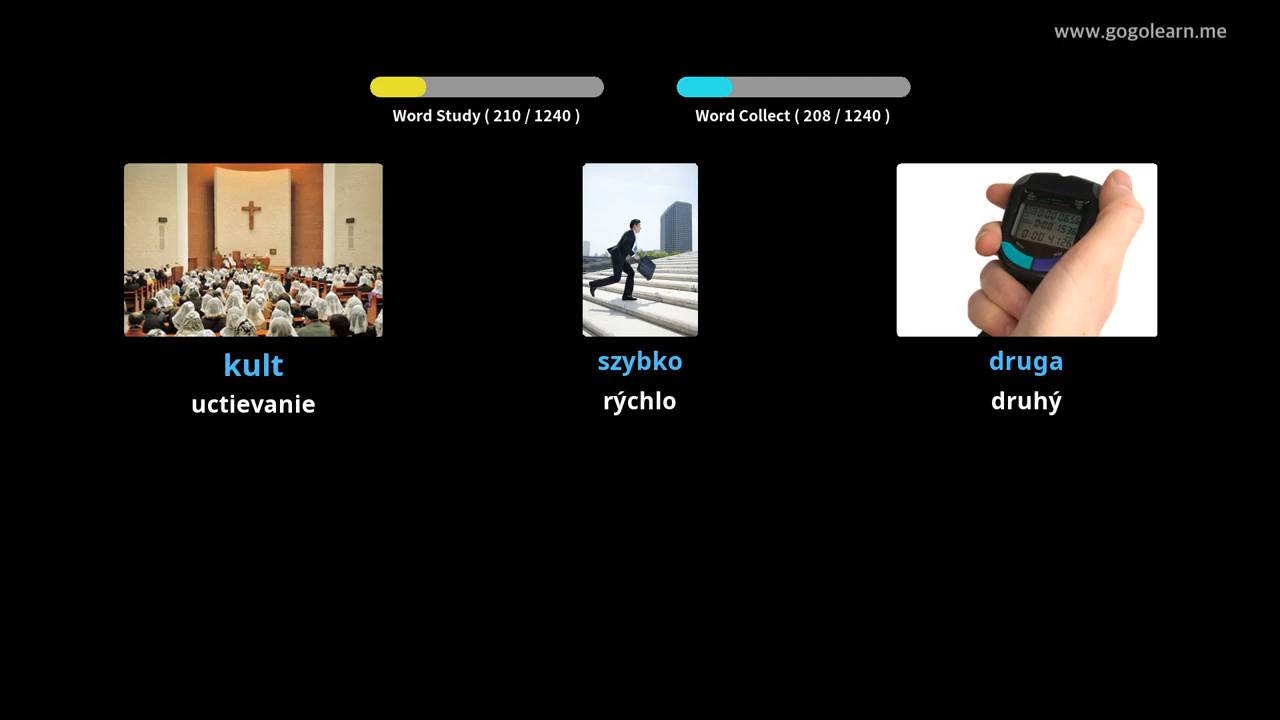 www.gogolearn.me
Word Study ( 210 / 1240 )
Word Collect ( 208 / 1240 )
kult
uctievanie
szybko
rýchlo
druga
druhý